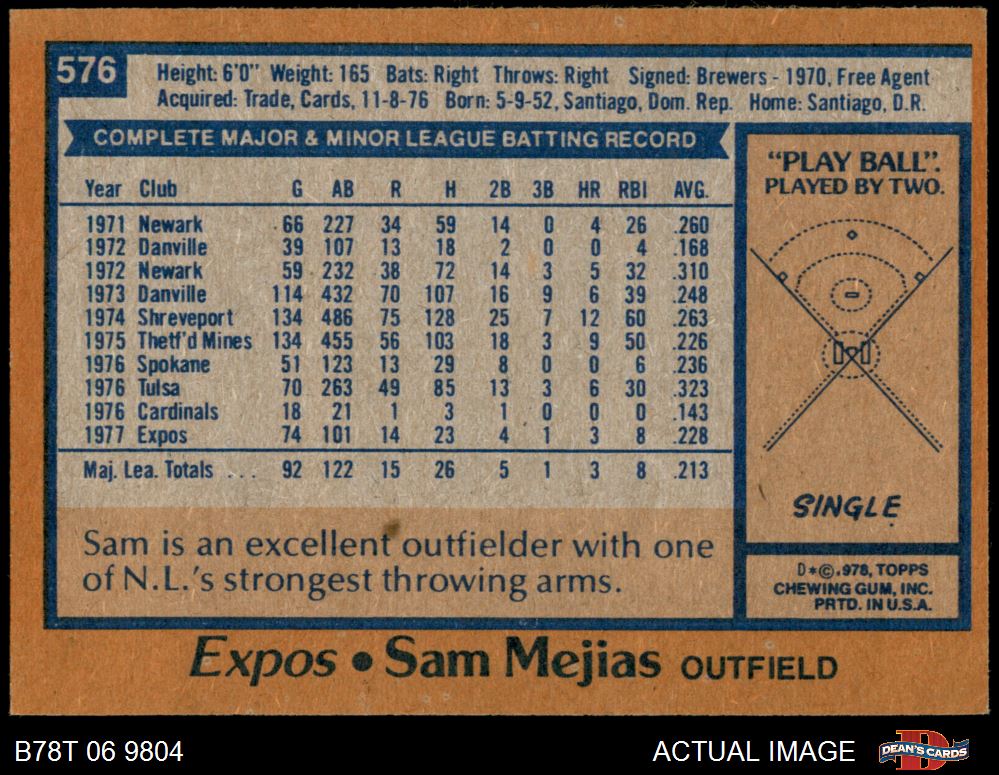 576
Height: 6'0" Weight: 165 Bats: Right Throws: Right Signed: Brewers - 1970, Free Agent
Acquired: Trade, Cards, 11-8-76 Born: 5-9-52, Santiago, Dom. Rep. Home: Santiago, D.R.
COMPLETE MAJOR & MINOR LEAGUE BATTING RECORD
Year Club G AB R H 2B 3B HR RBI AVG.
1971 Newark 66 227 34 59 14 0 4 26 .260
1972 Danville 39 107 13 18 2 0 0 4 .168
1972 Newark 59 232 38 72 14 3 5 32 .310
1973 Danville 114 432 70 107 16 9 6 39 .248
1974 Shreveport 134 486 75 128 25 7 12 60 .263
1975 Thetf'd Mines 134 455 56 103 18 3 9 50 .226
1976 Spokane 51 123 13 29 8 0 0 6 .236
1976 Tulsa 70 263 49 85 13 3 6 30 .323
1976 Cardinals 18 21 1 3 1 0 0 0 .143
1977 Expos 74 101 14 23 4 1 3 8 .228
Maj. Lea. Totals ... 92 122 15 26 5 1 3 8 .213
Sam is an excellent outfielder with one
of N.L.'s strongest throwing arms.
"PLAY BALL".
PLAYED BY TWO.
SINGLE
D*©.978, TOPPS
CHEWING GUM, INC.
PRTD. IN U.S.A.
Expos • Sam Mejias OUTFIELD
B78T 06 9804
ACTUAL IMAGE
D
DEAN'S CARDS